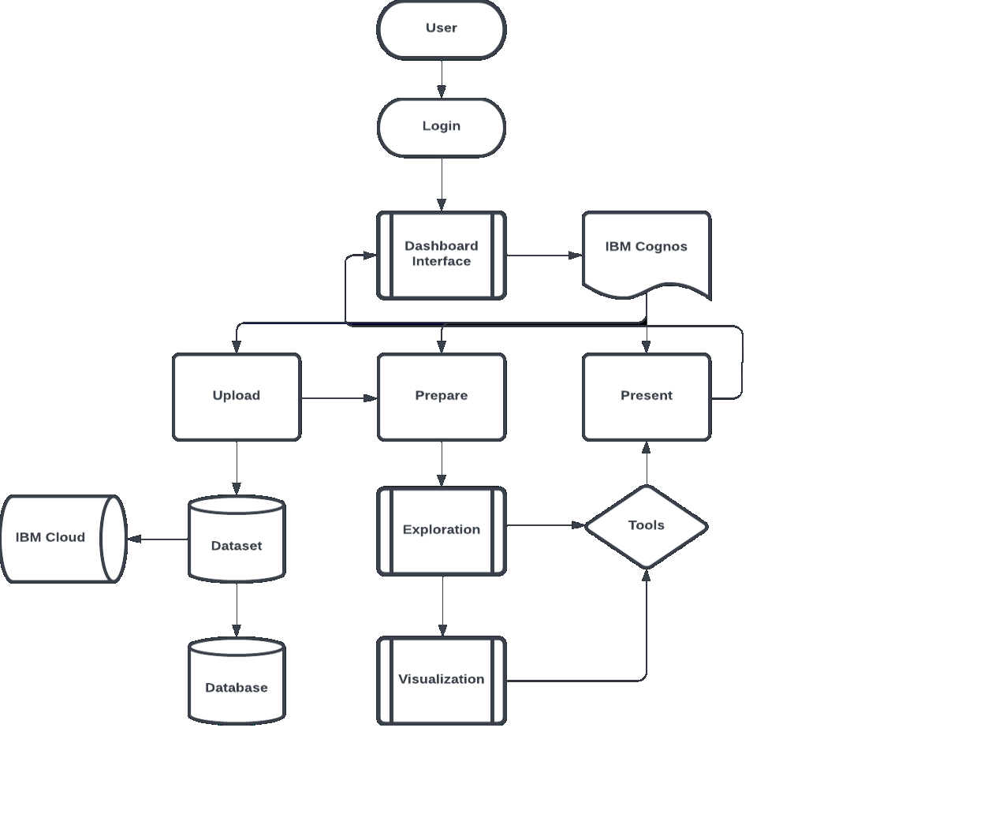 User
Login
Dashboard
Interface
IBM Cognos
Upload
Prepare
Present
IBM Cloud
Dataset
Exploration
Tools
Database
Visualization